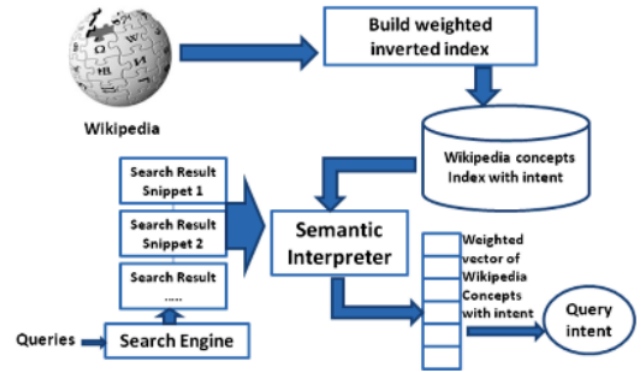 Build weighted
inverted index
Wikipedia
Wikipedia concepts
Index with intent
Search Result
Snippet 1
Search Result
Snippet 2
Search Result
.....
Semantic
Interpreter
Weighted
vector of
Wikipedia
Concepts
with intent
Query
intent
Queries
Search Engine